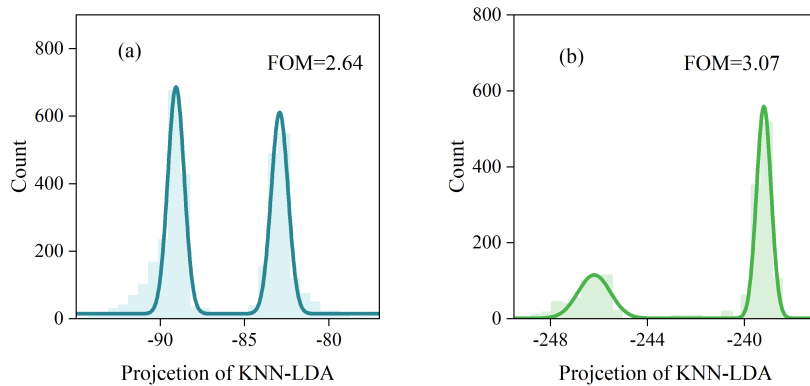 (a)
FOM=2.64
Count
800
600
400
200
0
-90
-85
-80
Projcetion of KNN-LDA
(b)
FOM=3.07
Count
800
600
400
200
0
-248
-244
-240
Projcetion of KNN-LDA